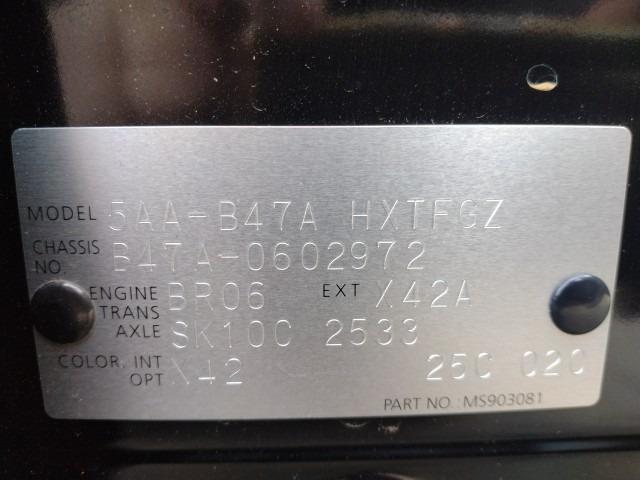 MODEL 5AA-B47A HXTFGZ
CHASSIS NO. B47A-0602972
ENGINE BR06 EXT X42A
TRANS AXLE SK10C 2533
COLOR, INT OPT X42 25C 02C
PART NO. MS903081